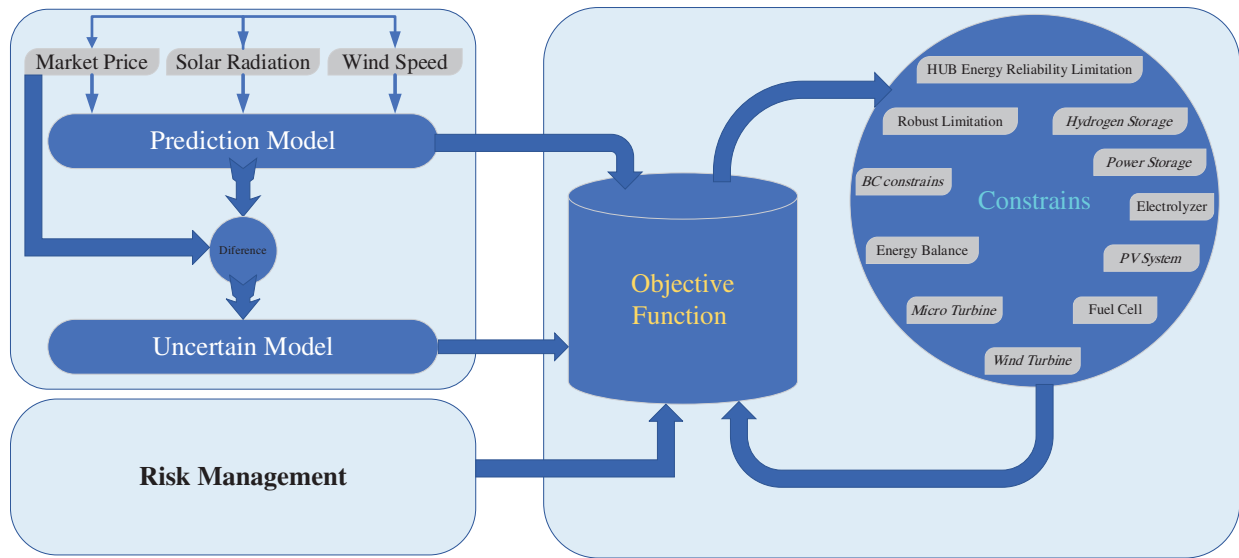 Market Price
Solar Radiation
Wind Speed
Prediction Model
Diference
Uncertain Model
Risk Management
Objective
Function
HUB Energy Reliability Limitation
Robust Limitation
Hydrogen Storage
Power Storage
BC constrains
Constrains
Electrolyzer
Energy Balance
PV System
Micro Turbine
Fuel Cell
Wind Turbine